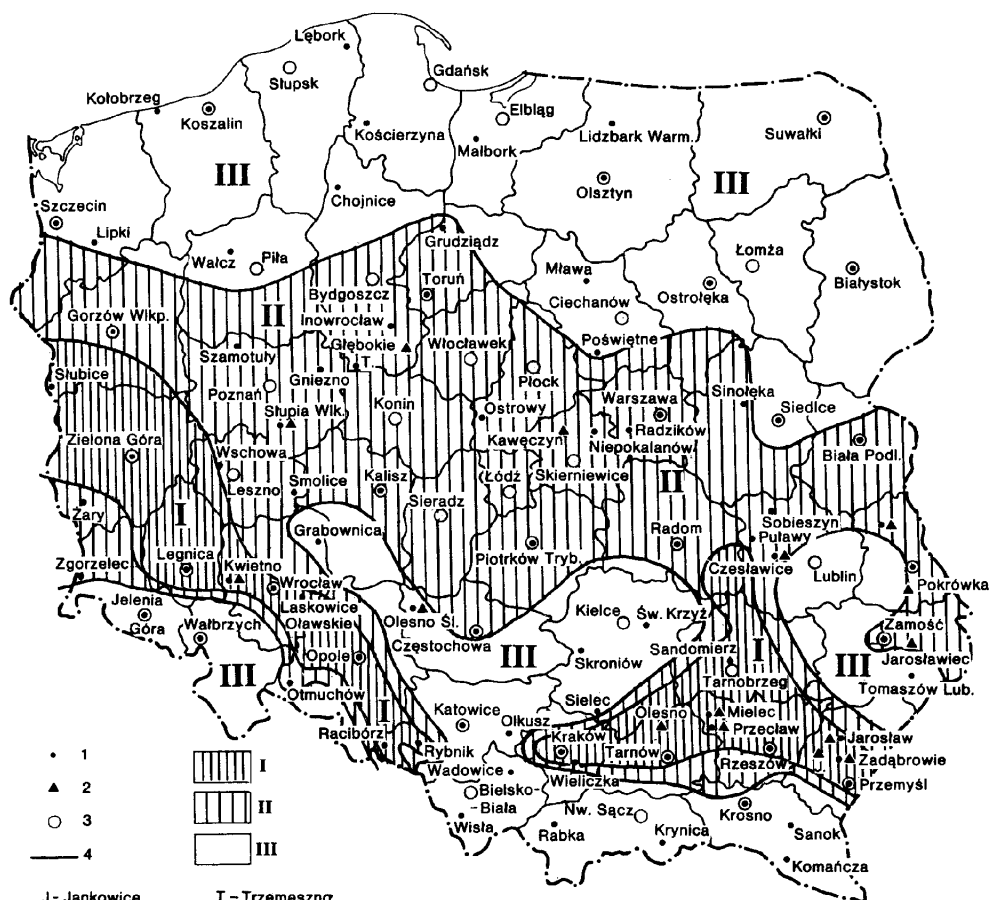 Lębork
Słupsk
Gdańsk
Kołobrzeg
Koszalin
Elbląg
Kościerzyna
Malbork
Lidzbark Warm.
Suwałki
III
III
Olsztyn
Chojnice
Szczecin
Lipki
Grudziądz
Wałcz
Piła
Toruń
Mława
Łomża
Ciechanów
Ostrołęka
Białystok
Bydgoszcz
II
Gorzów Wlkp.
Inowrocław
Głębokie
T.
Włocławek
Poświętne
Szamotuły
Słubice
Gniezno
Płock
Poznań
Konin
Słupia Wlk.
Ostrowy
Warszawa
Sinołęka
Siedlce
Radzików
Zielona Góra
Kawęczyn
Niepokalanów
Biała Podl.
Wschowa
Leszno
Smolice
Kalisz
Łódź
Skierniewice
II
Sieradz
Żary
I
Grabownica
Radom
Sobieszyn
Puławy
Zgorzelec
Legnica
Kwietno
Piotrków Tryb.
Czesławice
Lublin
Wrocław
Pokrówka
Jelenia
Góra
Laskowice
Oławskie
Olesno Śl.
Kielce
Św. Krzyż
Zamość
Wałbrzych
Częstochowa
Sandomierz
I
III
Jarosławiec
Opole
III
Skroniów
Tarnobrzeg
Tomaszów Lub.
III
Otmuchów
Sielec
I
Katowice
Olkusz
Olesno
Mielec
Racibórz
Kraków
Przecław
Jarosław
Rybnik
Tarnów
Rzeszów
J.
Zadąbrowie
Wadowice
Wieliczka
Przemyśl
Bielsko-
-Biała
Nw. Sącz
Krosno
Wisła
Rabka
Krynica
Sanok
Komańcza
1
I
2
II
3
III
4
J - Jankowice
T - Trzemeszno